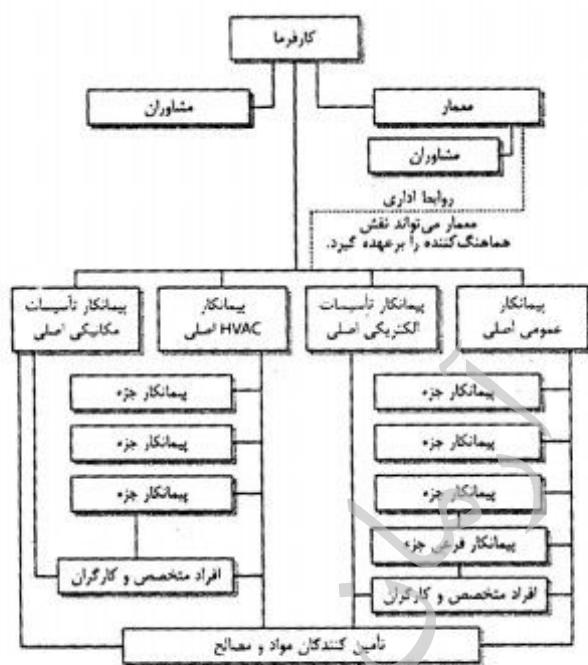 کارفرما
معمار
مشاوران
مشاوران
روابط اداری
معمار می‌تواند نقش
هماهنگ‌کننده را برعهده گیرد.
پیمانکار
عمومی اصلی
پیمانکار تأسیسات
الکتریکی اصلی
پیمانکار
HVAC اصلی
پیمانکار تأسیسات
مکانیکی اصلی
پیمانکار جزء
پیمانکار جزء
پیمانکار جزء
پیمانکار فرعی جزء
افراد متخصص و کارگران
پیمانکار جزء
پیمانکار جزء
پیمانکار جزء
افراد متخصص و کارگران
تأمین کنندگان مواد و مصالح